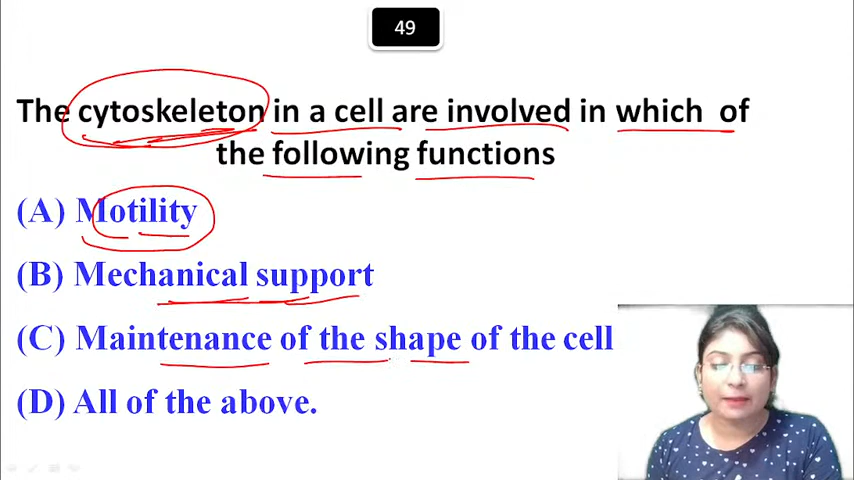 49
The cytoskeleton in a cell are involved in which of
the following functions
(A) Motility
(B) Mechanical support
(C) Maintenance of the shape of the cell
(D) All of the above.